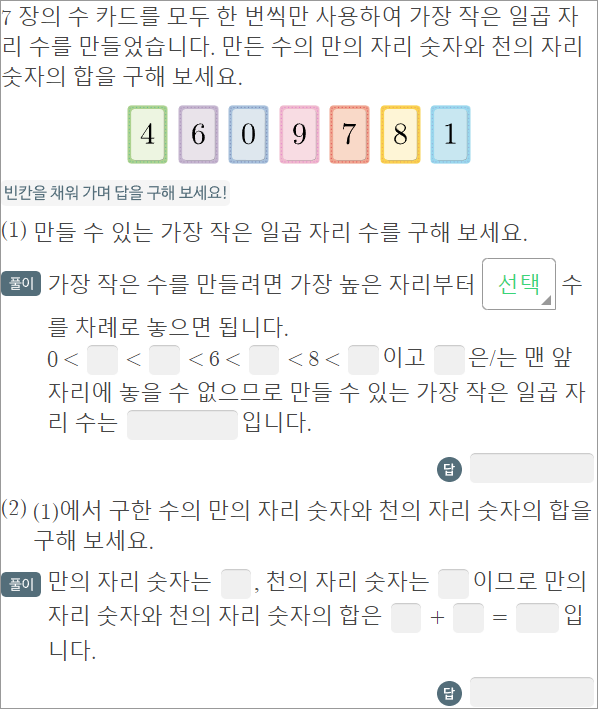 7 장의 수 카드를 모두 한 번씩만 사용하여 가장 작은 일곱 자
리 수를 만들었습니다. 만든 수의 만의 자리 숫자와 천의 자리
숫자의 합을 구해 보세요.
4 6 0 9 7 8 1
빈칸을 채워 가며 답을 구해 보세요!
(1) 만들 수 있는 가장 작은 일곱 자리 수를 구해 보세요.
풀이 가장 작은 수를 만들려면 가장 높은 자리부터 선택 수
를 차례로 놓으면 됩니다.
0 < < < 6 < < 8 < 이고 은/는 맨 앞
자리에 놓을 수 없으므로 만들 수 있는 가장 작은 일곱 자
리 수는 입니다.
답
(2) (1)에서 구한 수의 만의 자리 숫자와 천의 자리 숫자의 합을
구해 보세요.
풀이 만의 자리 숫자는 , 천의 자리 숫자는 이므로 만의
자리 숫자와 천의 자리 숫자의 합은 + = 입
니다.
답